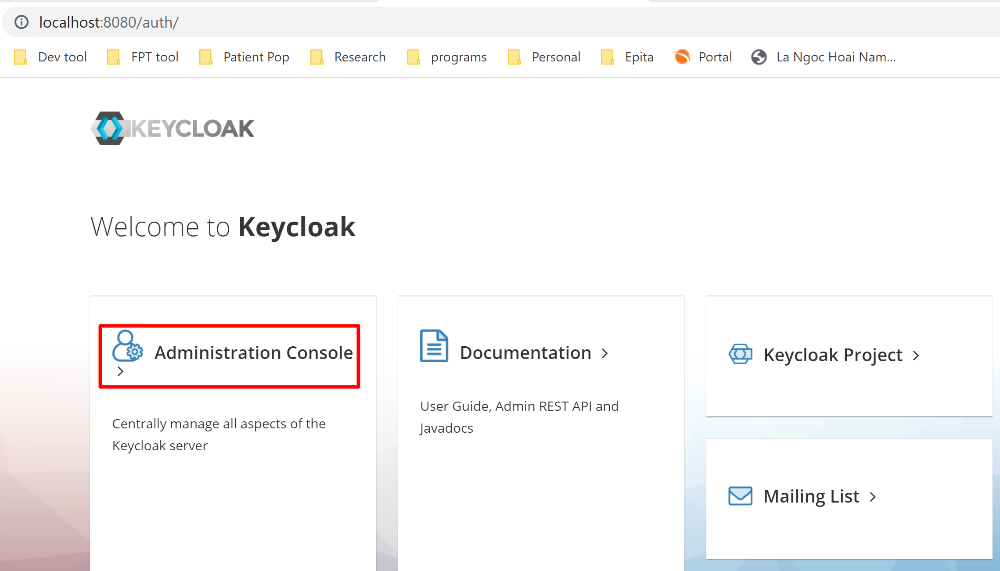 localhost:8080/auth/
Dev tool FPT tool Patient Pop Research programs Personal Epita Portal La Ngoc Hoai Nam...
KEYCLOAK
Welcome to Keycloak
Administration Console
Centrally manage all aspects of the
Keycloak server
Documentation
User Guide, Admin REST API and
Javadocs
Keycloak Project
Mailing List